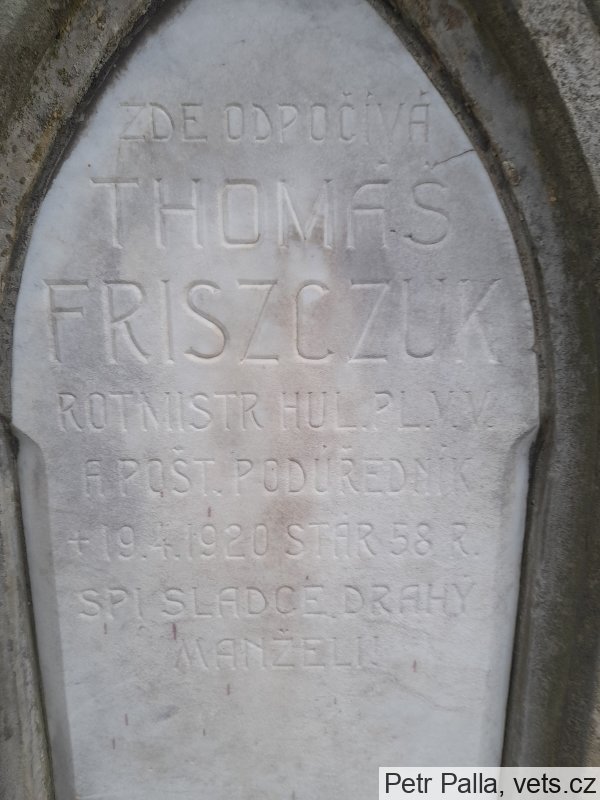 ZDE ODPOČÍVÁ
THOMÁŠ
FRISZCZUK
ROTMISTR HUL. PL. V. V.
A POŠT. PODÚŘEDNÍK
+ 19. 4. 1920 STÁR 58 R.
SPI SLADCE, DRAHÝ
MANŽELI!
Petr Palla, vets.cz